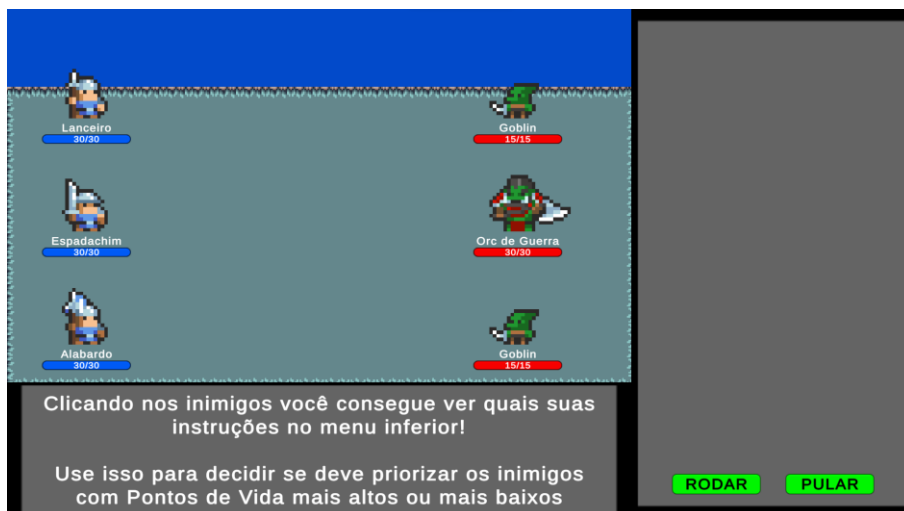 Lanceiro
30/30
Goblin
15/15
Espadachim
30/30
Orc de Guerra
30/30
Alabardo
30/30
Goblin
15/15
Clicando nos inimigos você consegue ver quais suas
instruções no menu inferior!
Use isso para decidir se deve priorizar os inimigos
com Pontos de Vida mais altos ou mais baixos
RODAR
PULAR